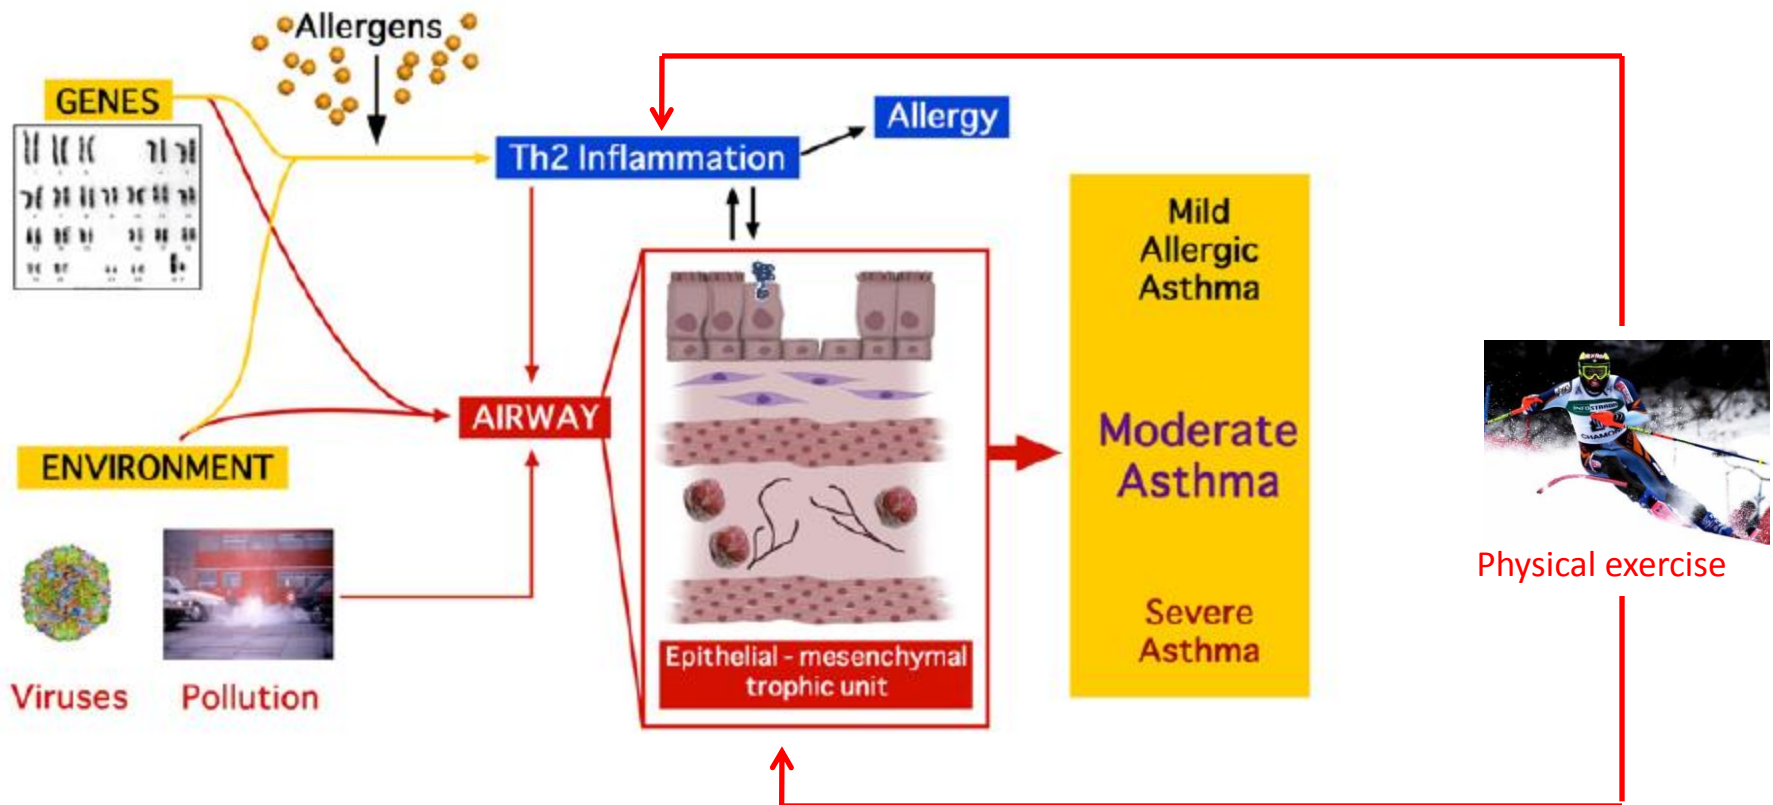 Allergens
GENES
Allergy
Th2 Inflammation
Mild
Allergic
Asthma
AIRWAY
Moderate
Asthma
ENVIRONMENT
Physical exercise
Severe
Asthma
Epithelial - mesenchymal
trophic unit
Viruses
Pollution